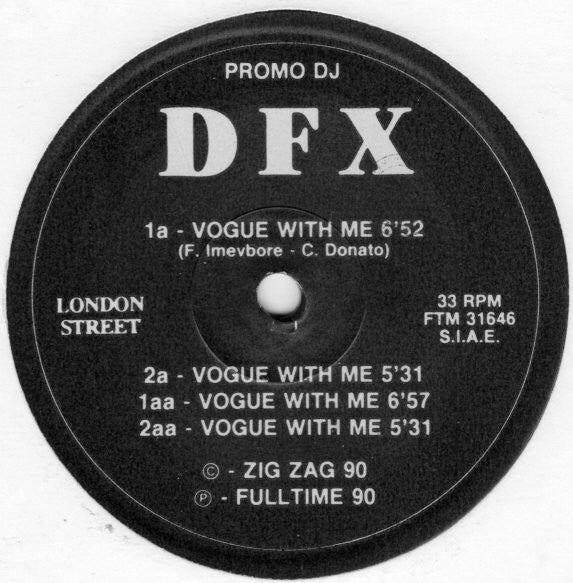 PROMO DJ
DFX
1a - VOGUE WITH ME 6'52
(F. Imevbore - C. Donato)
LONDON
STREET
33 RPM
FTM 31646
S.I.A.E.
2a - VOGUE WITH ME 5'31
1aa - VOGUE WITH ME 6'57
2aa - VOGUE WITH ME 5'31
© - ZIG ZAG 90
℗ - FULLTIME 90